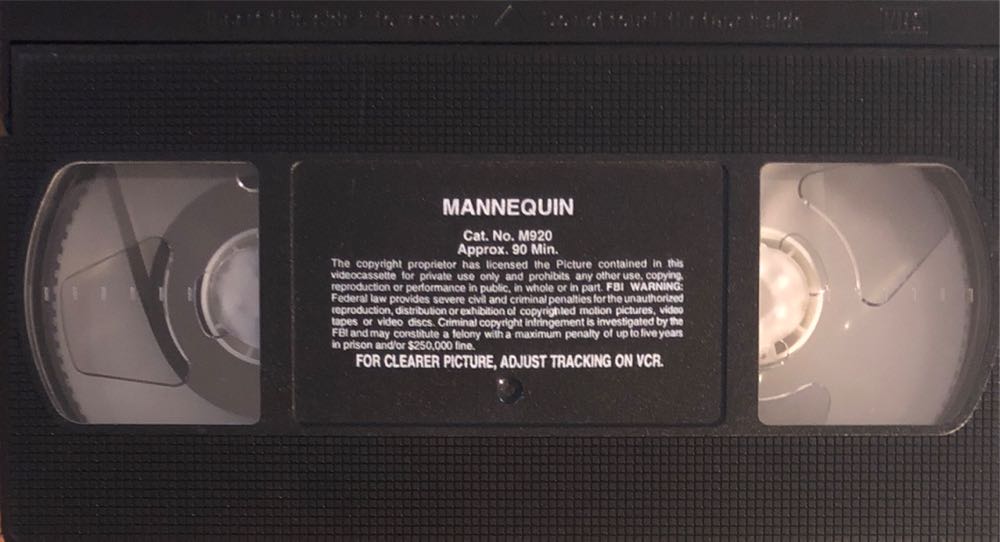 VHS
MANNEQUIN
Cat. No. M920
Approx. 90 Min.
The copyright proprietor has licensed the Picture contained in this
videocassette for private use only and prohibits any other use, copying,
reproduction or performance in public, in whole or in part. FBI WARNING:
Federal law provides severe civil and criminal penalties for the unauthorized
reproduction, distribution or exhibition of copyrighted motion pictures, video
tapes or video discs. Criminal copyright infringement is investigated by the
FBI and may constitute a felony with a maximum penalty of up to five years
in prison and/or $250,000 fine.
FOR CLEARER PICTURE, ADJUST TRACKING ON VCR.